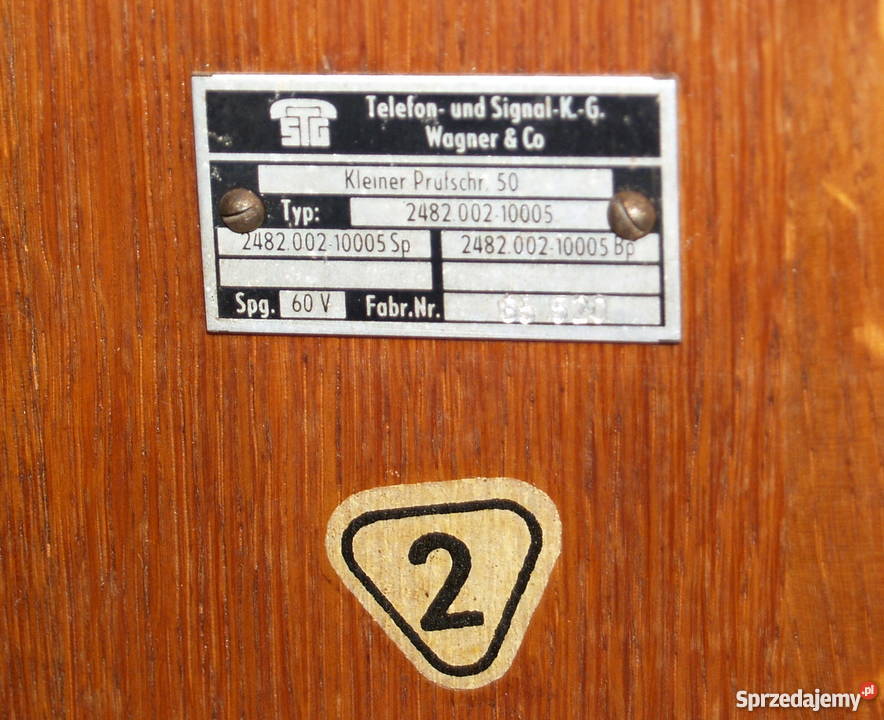 STG
Telefon- und Signal-K.-G.
Wagner & Co
Kleiner Prüfschr. 50
Typ: 2482.002-10005
2482.002-10005 Sp 2482.002-10005 Bp
Spg. 60 V Fabr.Nr.
2
Sprzedajemy.pl